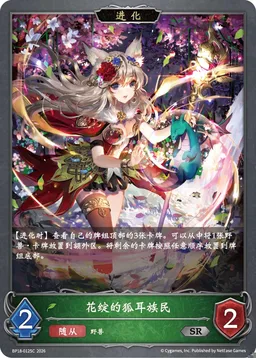 进化
【进化时】查看自己的牌组顶部的3张卡牌。可以从中将1张野
兽·卡牌放置到额外区。将剩余的卡牌按照任意顺序放置到牌
组底部。
2
花绽的狐耳族民
2
随从 野兽
SR
BP18-012SC 2026
© Cygames, Inc. Published by NetEase Games